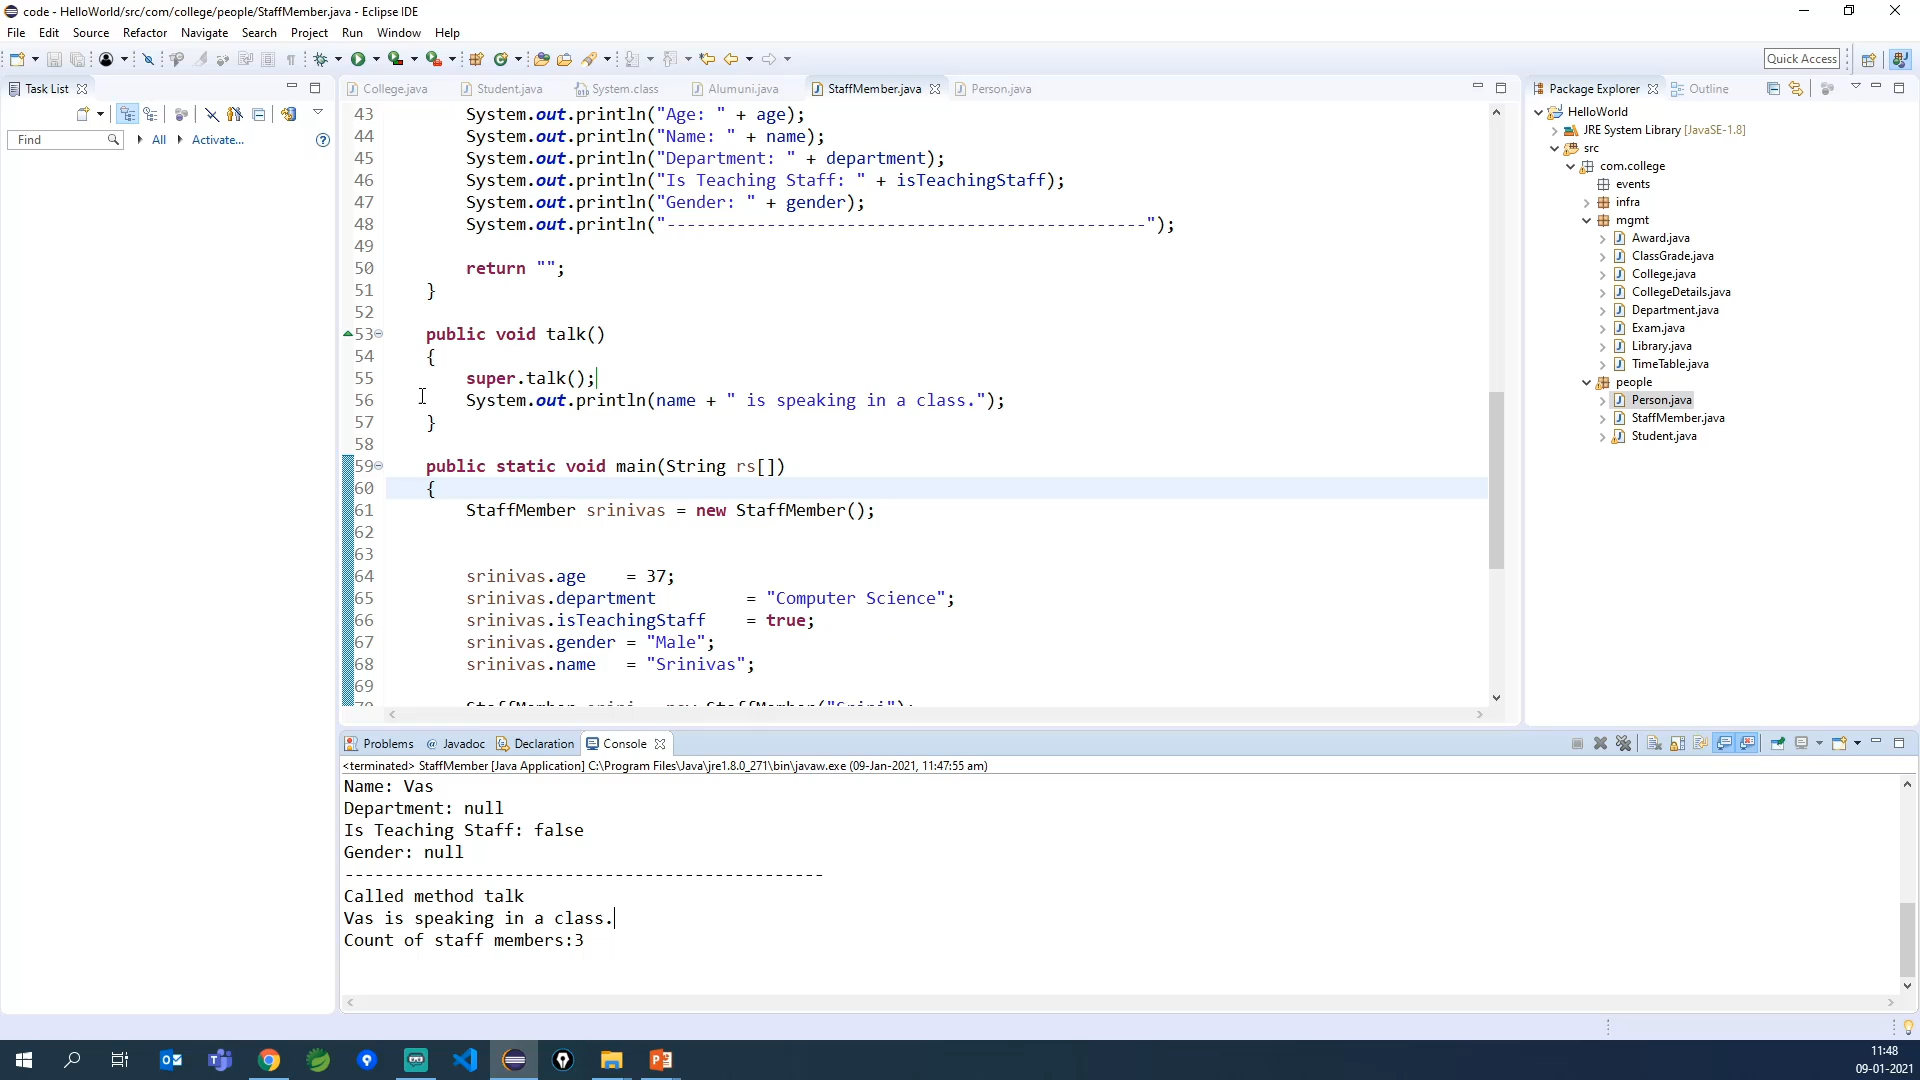 code - HelloWorld/src/com/college/people/StaffMember.java - Eclipse IDE
File Edit Source Refactor Navigate Search Project Run Window Help
Quick Access
Task List
Find All Activate...
College.java Student.java System.class Alumuni.java StaffMember.java Person.java
43 System.out.println("Age: " + age);
44 System.out.println("Name: " + name);
45 System.out.println("Department: " + department);
46 System.out.println("Is Teaching Staff: " + isTeachingStaff);
47 System.out.println("Gender: " + gender);
48 System.out.println("------------------------------------------------");
49
50 return "";
51 }
52
53 public void talk()
54 {
55 super.talk();
56 System.out.println(name + " is speaking in a class.");
57 }
58
59 public static void main(String rs[])
60 {
61 StaffMember srinivas = new StaffMember();
62
63
64 srinivas.age = 37;
65 srinivas.department = "Computer Science";
66 srinivas.isTeachingStaff = true;
67 srinivas.gender = "Male";
68 srinivas.name = "Srinivas";
69
Package Explorer Outline
HelloWorld
JRE System Library [JavaSE-1.8]
src
com.college
events
infra
mgmt
Award.java
ClassGrade.java
College.java
CollegeDetails.java
Department.java
Exam.java
Library.java
TimeTable.java
people
Person.java
StaffMember.java
Student.java
Problems @ Javadoc Declaration Console
<terminated> StaffMember [Java Application] C:\Program Files\Java\jre1.8.0_271\bin\javaw.exe (09-Jan-2021, 11:47:55 am)
Name: Vas
Department: null
Is Teaching Staff: false
Gender: null
------------------------------------------------
Called method talk
Vas is speaking in a class.
Count of staff members:3
11:48
09-01-2021